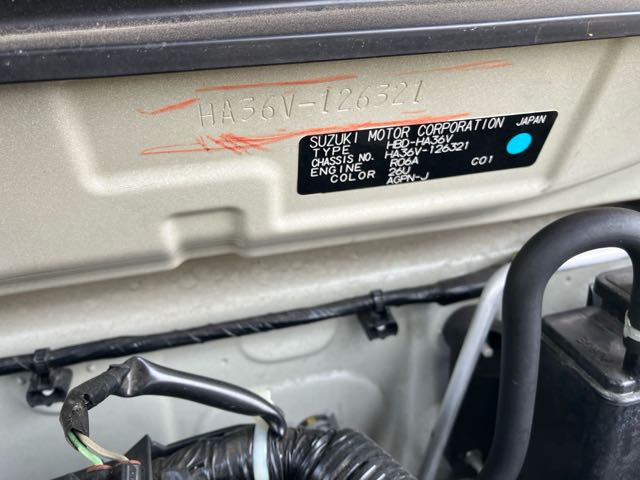 HA36V-126321
SUZUKI MOTOR CORPORATION JAPAN
TYPE HBD-HA36V
CHASSIS NO. HA36V-126321
ENGINE R06A C01
COLOR 26U
AGPN-J